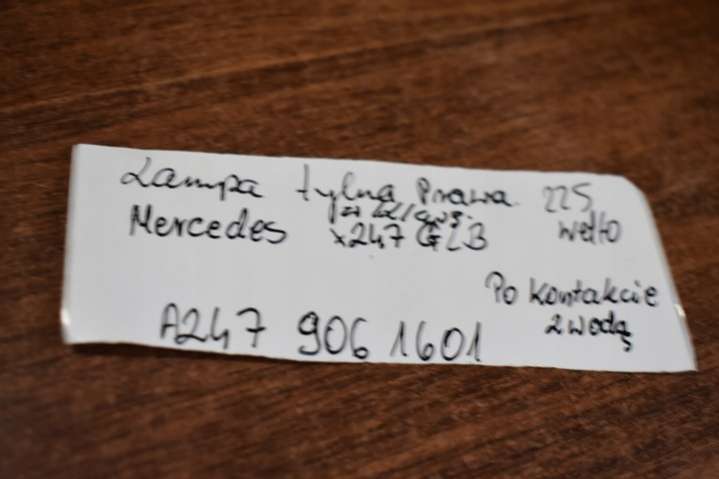 Lampa tylna Prawa 225
Mercedes x247 GLB netto
Po kontakcie
z wodą
A247 906 1601